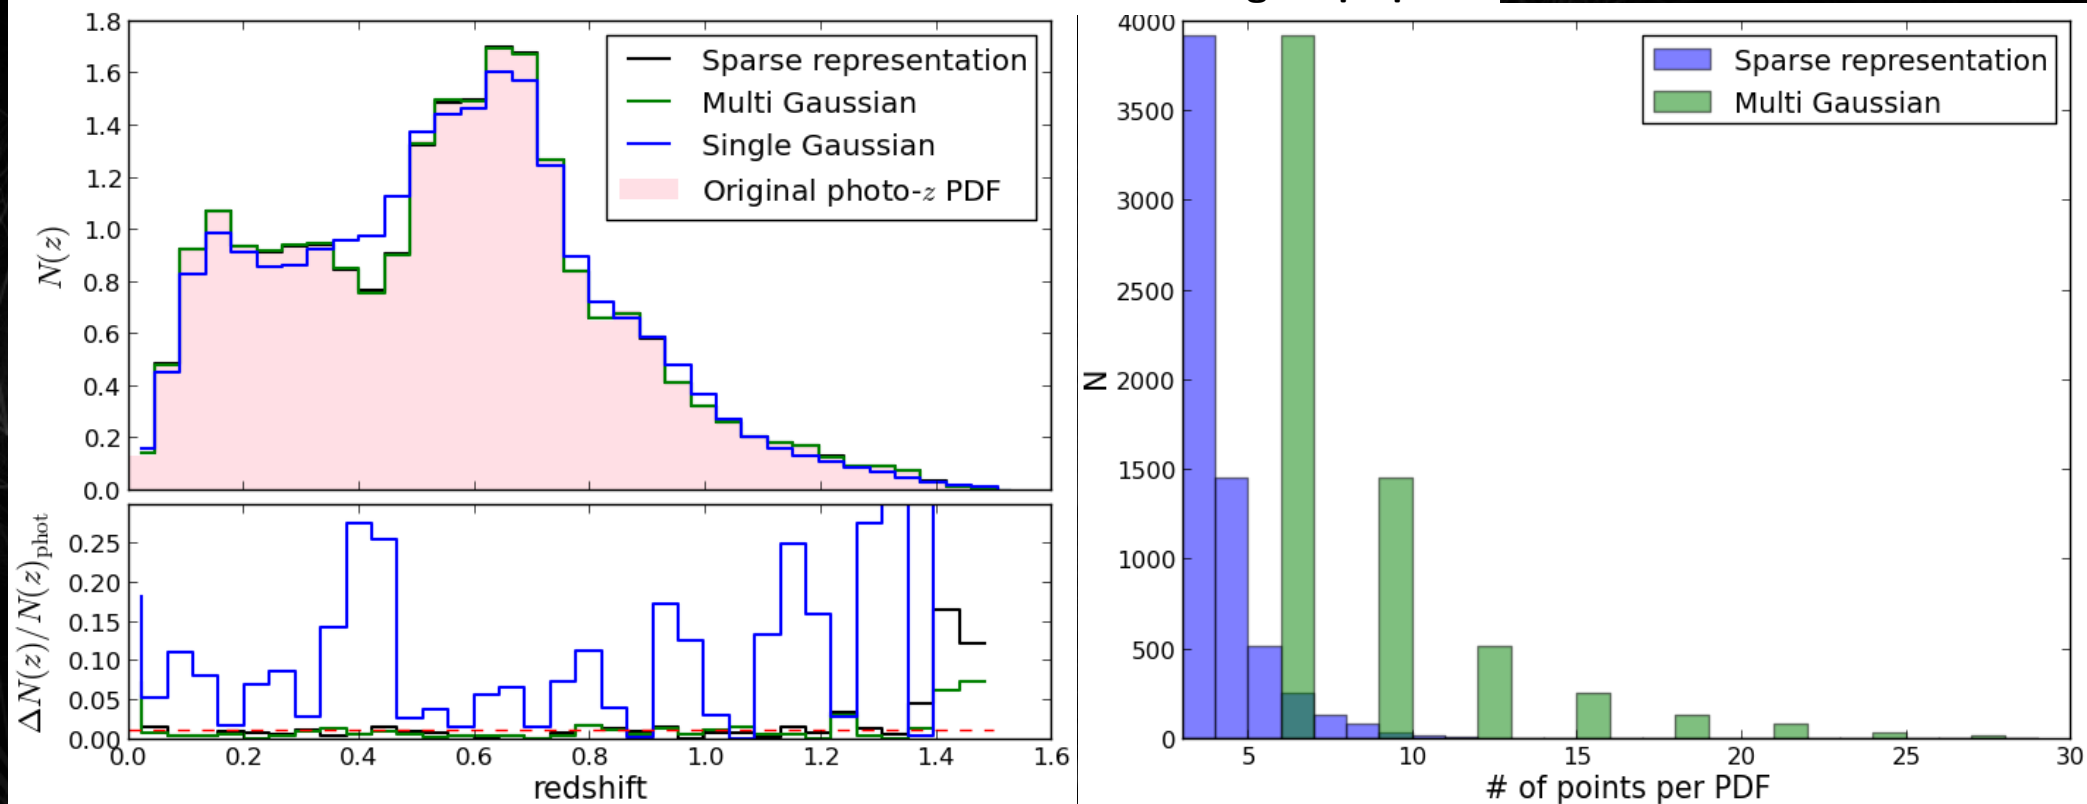 1.8
1.6
1.4
1.2
1.0
0.8
0.6
0.4
0.2
0.0
N(z)
Sparse representation
Multi Gaussian
Single Gaussian
Original photo-z PDF
0.25
0.20
0.15
0.10
0.05
0.00
ΔN(z)/N(z)phot
0.0 0.2 0.4 0.6 0.8 1.0 1.2 1.4 1.6
redshift
4000
3500
3000
2500
2000
1500
1000
500
0
N
Sparse representation
Multi Gaussian
5 10 15 20 25 30
# of points per PDF